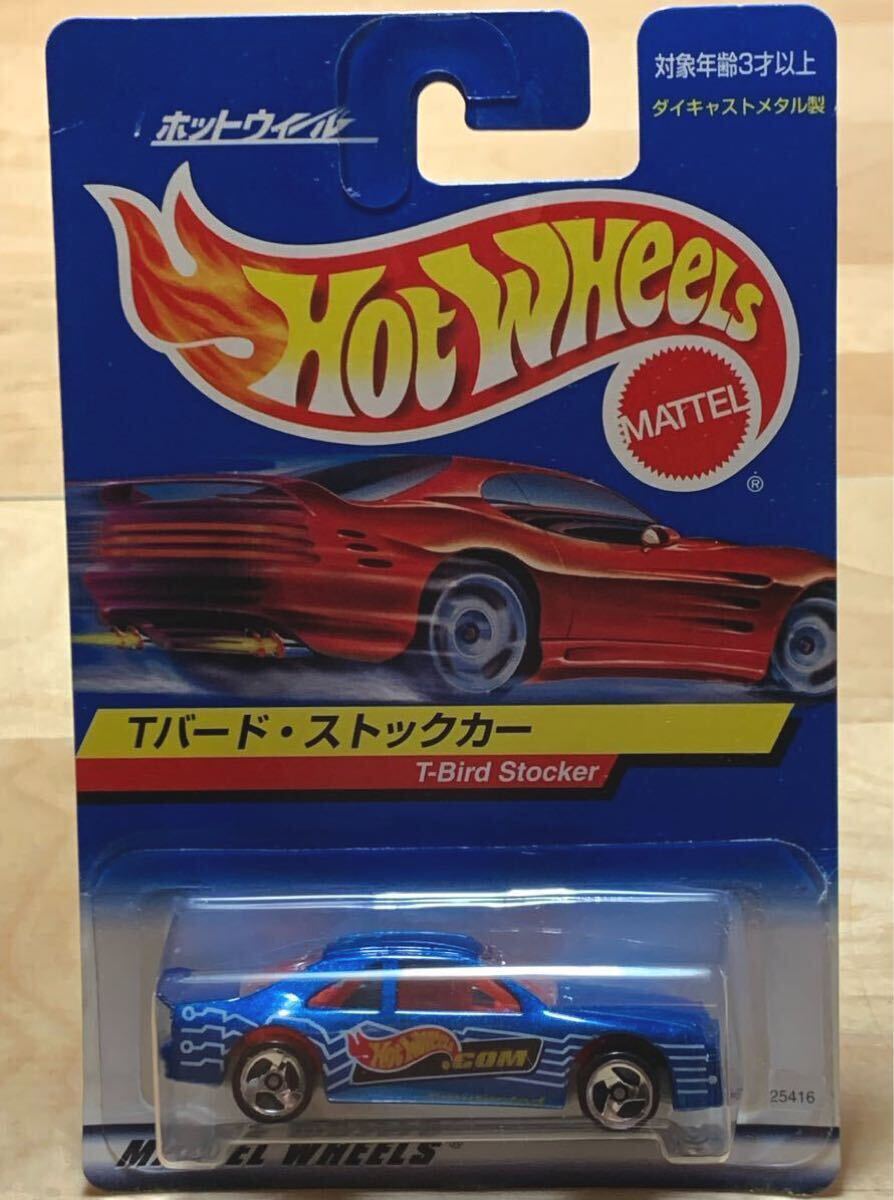 対象年齢3才以上
ダイキャストメタル製
ホットウィール
Hot Wheels
MATTEL
®
Tバード・ストックカー
T-Bird Stocker
Hot Wheels
.COM
25416
WHEELS
®